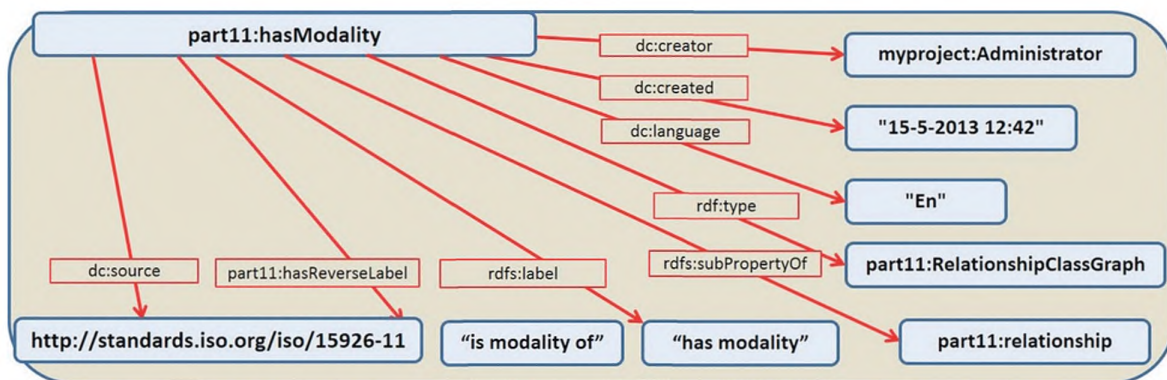 part11:hasModality
dc:creator
myproject:Administrator
dc:created
"15-5-2013 12:42"
dc:language
"En"
rdf:type
part11:RelationshipClassGraph
rdfs:subPropertyOf
dc:source
part11:hasReverseLabel
rdfs:label
http://standards.iso.org/iso/15926-11
“is modality of”
“has modality”
part11:relationship